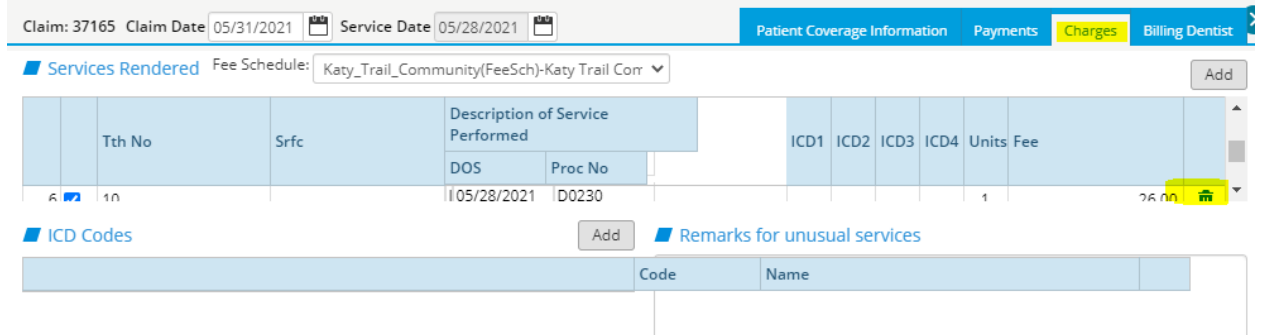 Claim: 37165 Claim Date 05/31/2021 Service Date 05/28/2021
Patient Coverage Information Payments Charges Billing Dentist
Services Rendered Fee Schedule: Katy_Trail_Community(FeeSch)-Katy Trail Com
Add
Tth No Srfc Description of Service Performed ICD1 ICD2 ICD3 ICD4 Units Fee
DOS Proc No
6 10 05/28/2021 D0230 1 26.00
ICD Codes Add Remarks for unusual services
Code Name